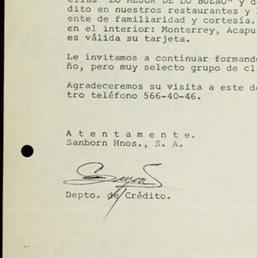 "LO MEJOR DE LO BUENO" y d
dito en nuestros restaurantes y
ente de familiaridad y cortesía.
en el interior: Monterrey, Acapu
es válida su tarjeta.
Le invitamos a continuar formand
ño, pero muy selecto grupo de cl
Agradeceremos su visita a este d
tro teléfono 566-40-46.
A t e n t a m e n t e.
Sanborn Hnos., S. A.
Depto. de Crédito.